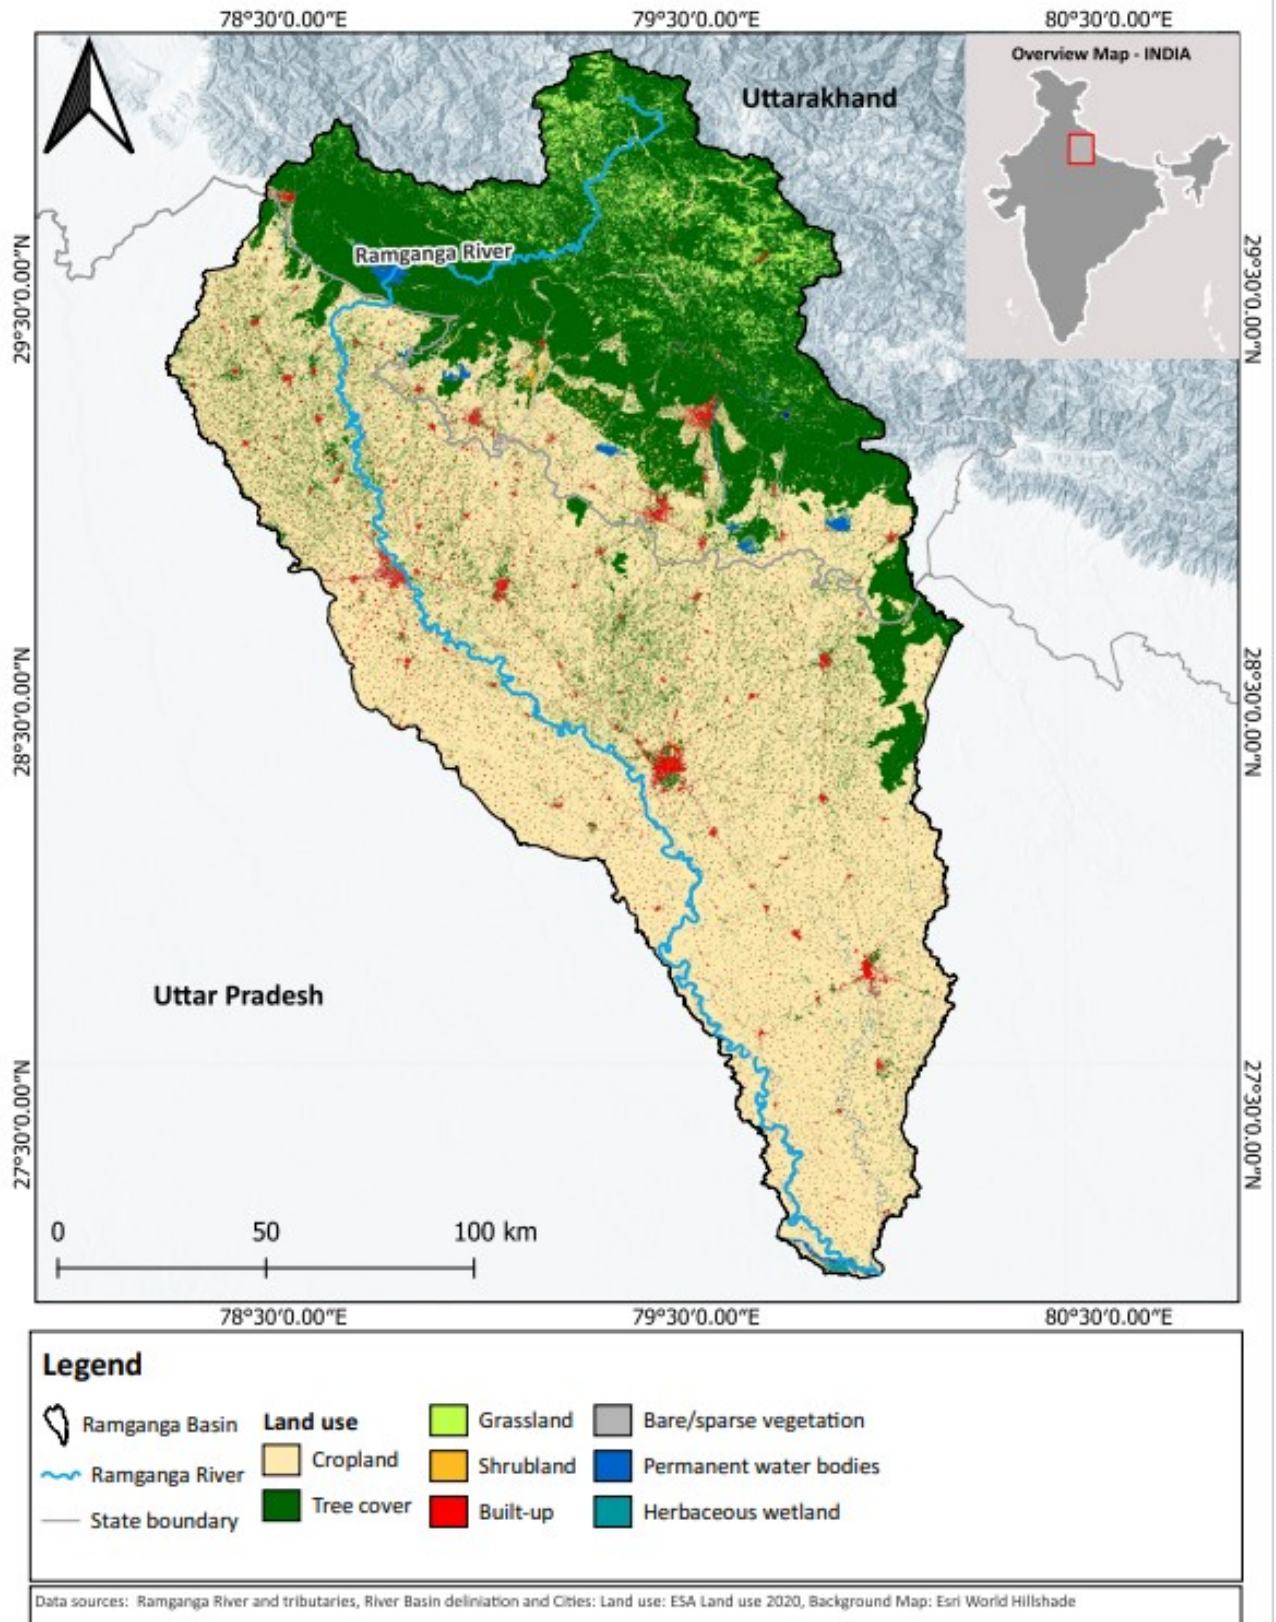 78°30′0.00″E 79°30′0.00″E 80°30′0.00″E
Overview Map - INDIA
Uttarakhand
Ramganga River
29°30′0.00″N
29°30′0.00″N
28°30′0.00″N
28°30′0.00″N
Uttar Pradesh
27°30′0.00″N
27°30′0.00″N
0 50 100 km
78°30′0.00″E 79°30′0.00″E 80°30′0.00″E
Legend
Ramganga Basin
Ramganga River
State boundary
Land use
Cropland
Tree cover
Grassland
Shrubland
Built-up
Bare/sparse vegetation
Permanent water bodies
Herbaceous wetland
Data sources: Ramganga River and tributaries, River Basin deliniation and Cities: Land use: ESA Land use 2020, Background Map: Esri World Hillshade